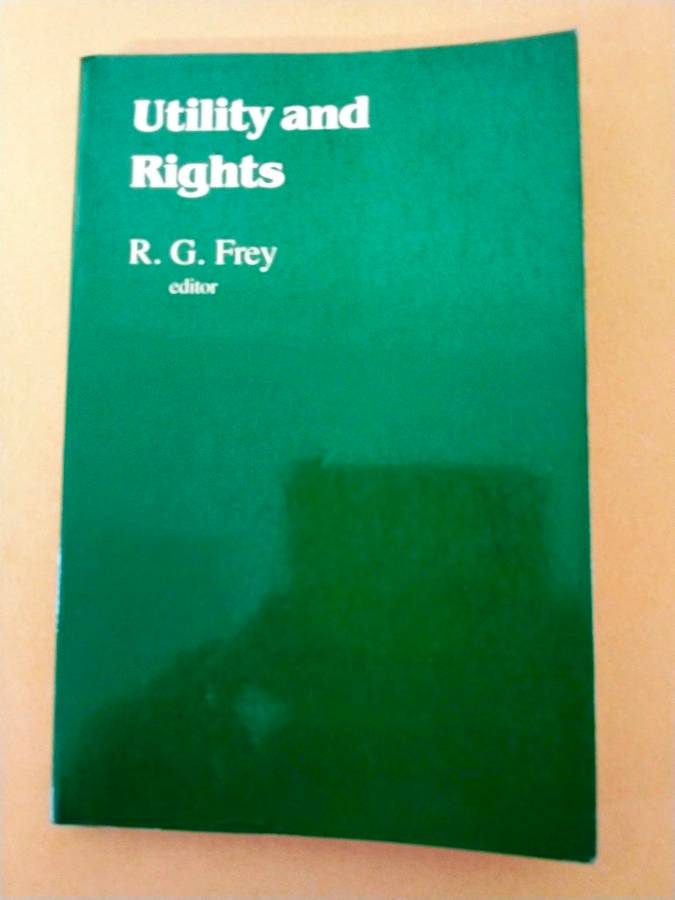 Utility and
Rights
R. G. Frey
editor